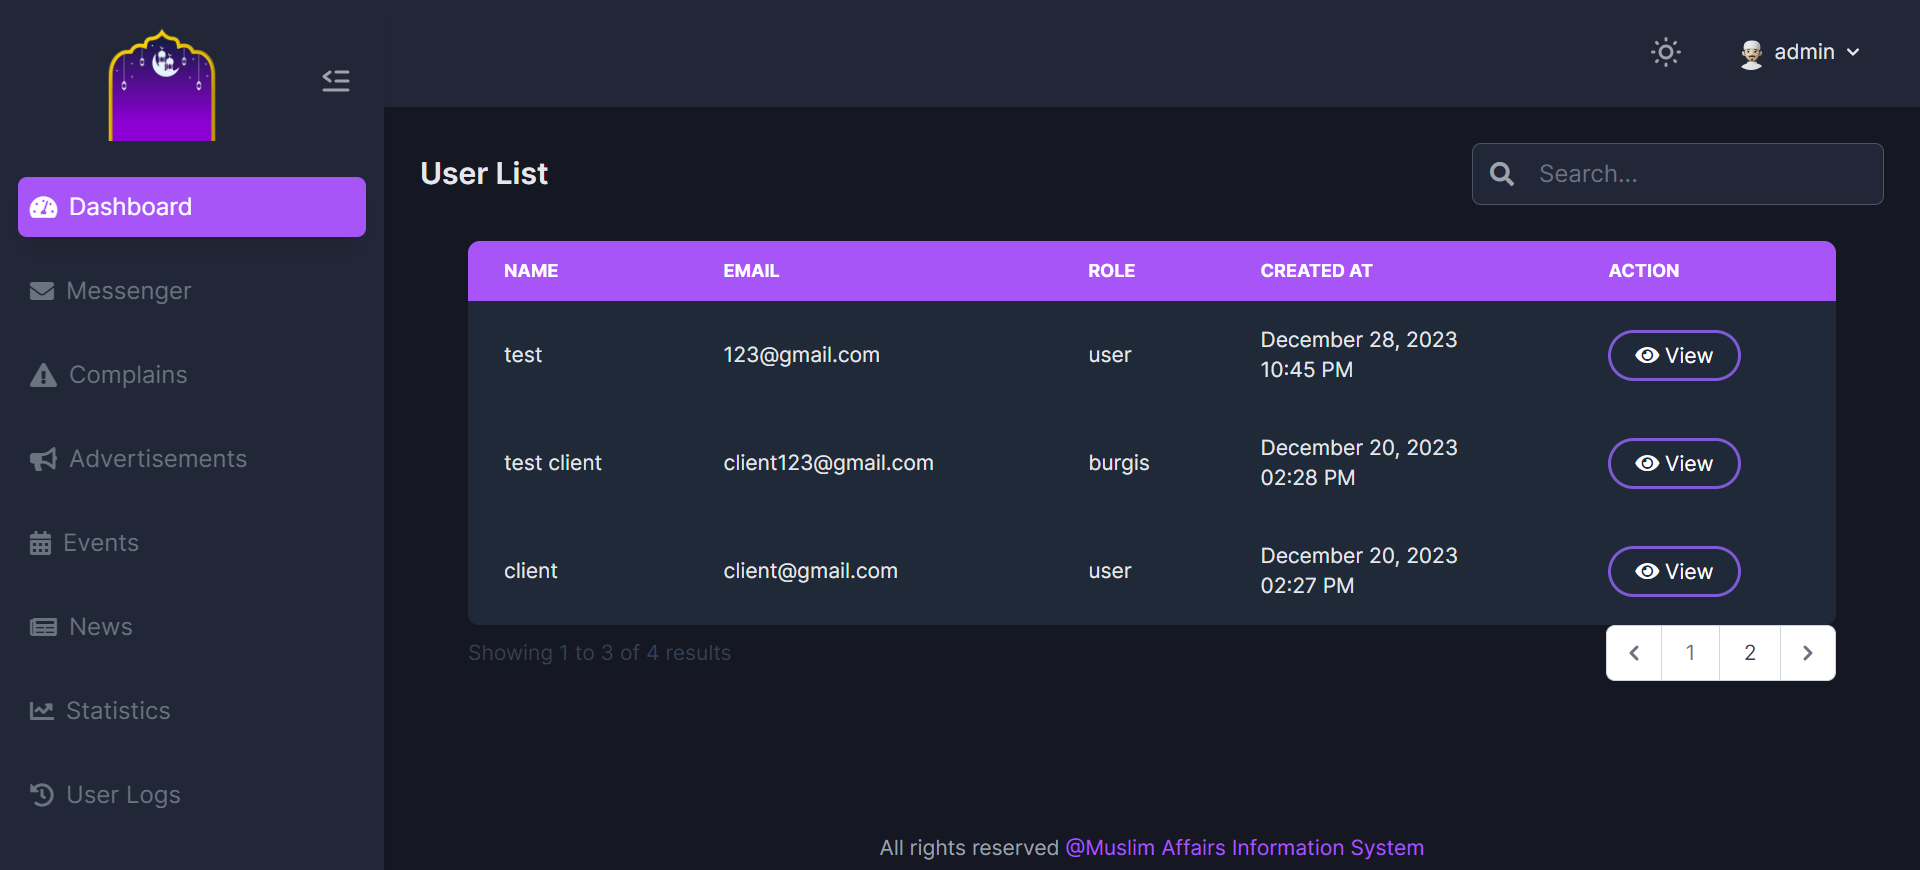 admin
Dashboard
Messenger
Complains
Advertisements
Events
News
Statistics
User Logs
User List
Search...
NAME EMAIL ROLE CREATED AT ACTION
test 123@gmail.com user December 28, 2023 10:45 PM View
test client client123@gmail.com burgis December 20, 2023 02:28 PM View
client client@gmail.com user December 20, 2023 02:27 PM View
Showing 1 to 3 of 4 results
1 2
All rights reserved @Muslim Affairs Information System